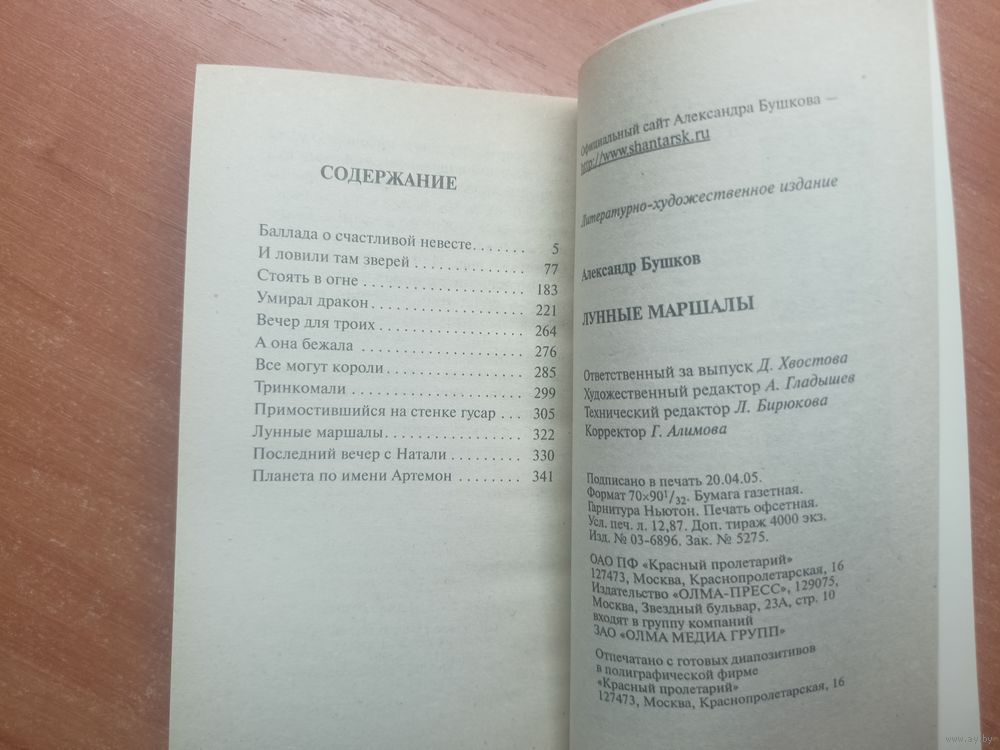 СОДЕРЖАНИЕ
Баллада о счастливой невесте. . . . . . . 5
И ловили там зверей . . . . . . . . . . . . . 77
Стоять в огне . . . . . . . . . . . . . . . . . . . 183
Умирал дракон. . . . . . . . . . . . . . . . . . 221
Вечер для троих . . . . . . . . . . . . . . . . . 264
А она бежала . . . . . . . . . . . . . . . . . . . 276
Все могут короли. . . . . . . . . . . . . . . . . 285
Тринкомали . . . . . . . . . . . . . . . . . . . . 299
Примостившийся на стенке гусар . . . 305
Лунные маршалы. . . . . . . . . . . . . . . . . 322
Последний вечер с Натали . . . . . . . . . 330
Планета по имени Артемон . . . . . . . . 341
Официальный сайт Александра Бушкова —
http://www.shantarsk.ru
Литературно-художественное издание
Александр Бушков
ЛУННЫЕ МАРШАЛЫ
Ответственный за выпуск Д. Хвостова
Художественный редактор А. Гладышев
Технический редактор Л. Бирюкова
Корректор Г. Алимова
Подписано в печать 20.04.05.
Формат 70×90¹/₃₂. Бумага газетная.
Гарнитура Ньютон. Печать офсетная.
Усл. печ. л. 12,87. Доп. тираж 4000 экз.
Изд. № 03-6896. Зак. № 5275.
ОАО ПФ «Красный пролетарий»
127473, Москва, Краснопролетарская, 16
Издательство «ОЛМА-ПРЕСС», 129075,
Москва, Звездный бульвар, 23А, стр. 10
входят в группу компаний
ЗАО «ОЛМА МЕДИА ГРУПП»
Отпечатано с готовых диапозитивов
в полиграфической фирме
«Красный пролетарий»
127473, Москва, Краснопролетарская, 16
www.ay.by